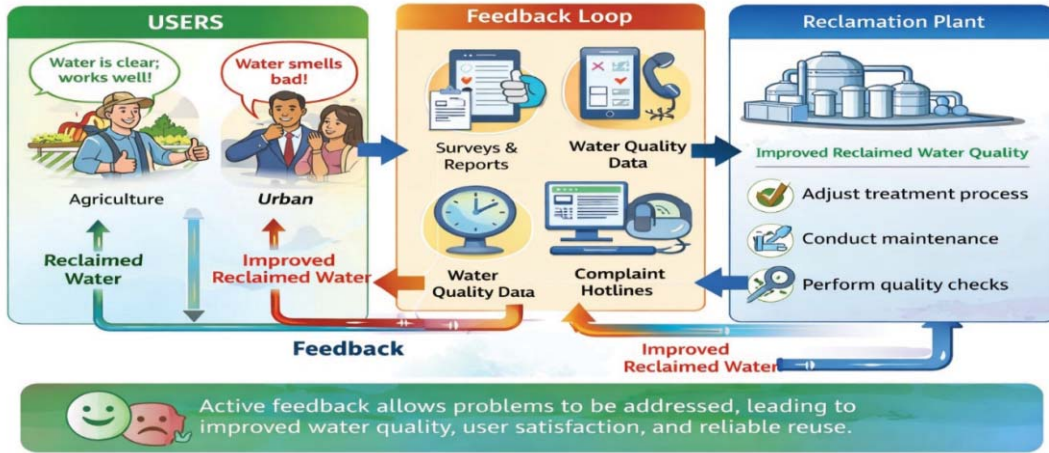 USERS
Water is clear;
works well!
Water smells
bad!
Agriculture
Urban
Reclaimed
Water
Improved
Reclaimed Water
Feedback Loop
Surveys &
Reports
Water Quality
Data
Water
Quality Data
Complaint
Hotlines
Reclamation Plant
Improved Reclaimed Water Quality
Adjust treatment process
Conduct maintenance
Perform quality checks
Feedback
Improved
Reclaimed Water
Active feedback allows problems to be addressed, leading to
improved water quality, user satisfaction, and reliable reuse.